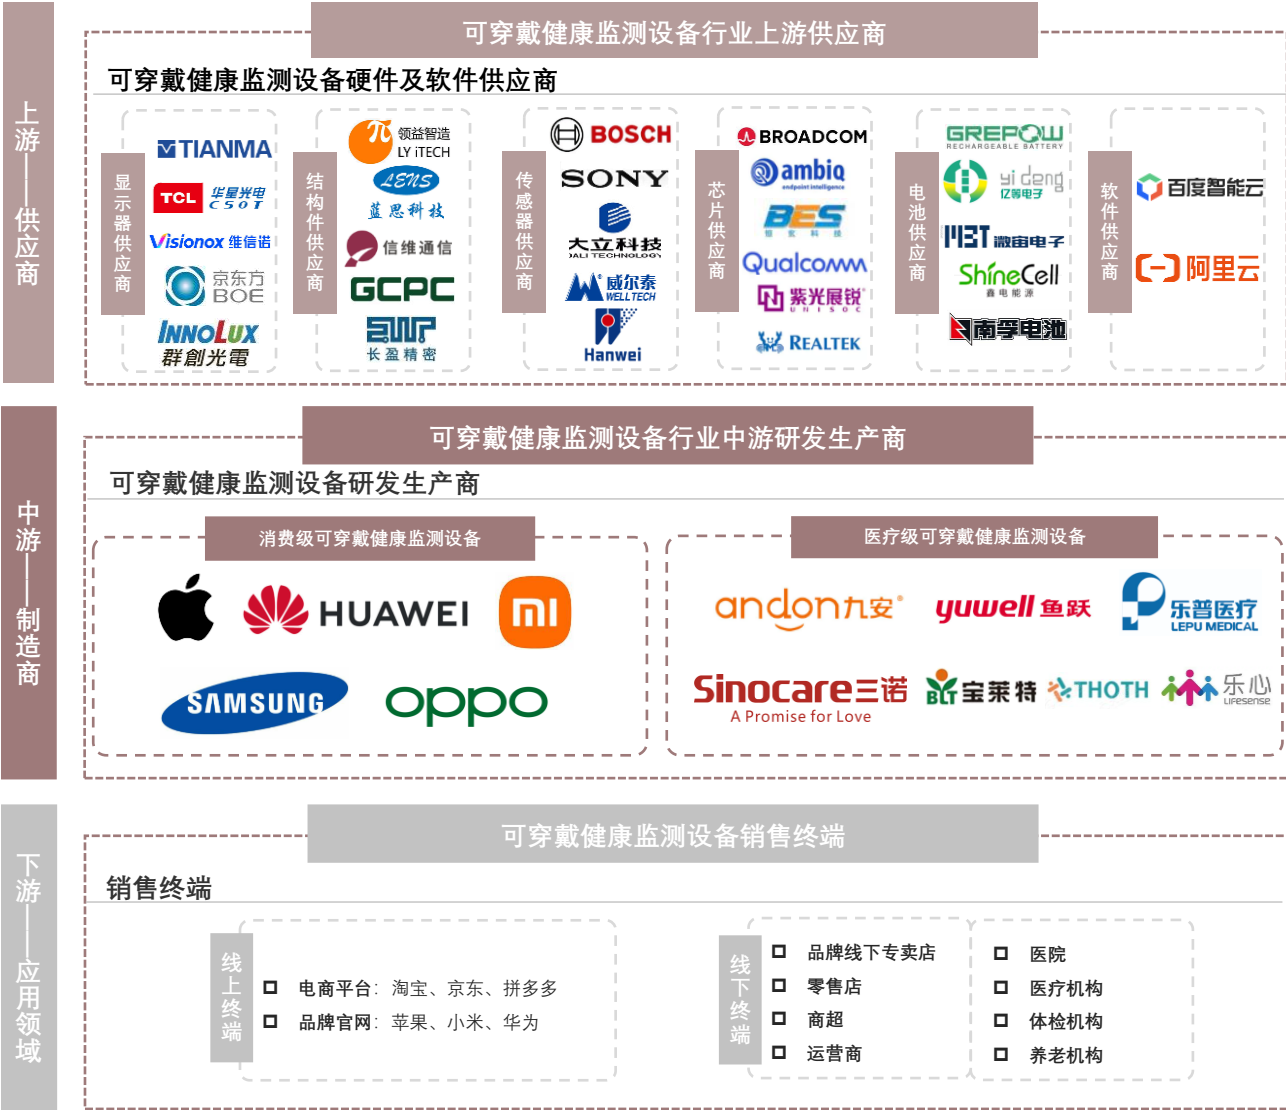 上游——供应商
可穿戴健康监测设备行业上游供应商
可穿戴健康监测设备硬件及软件供应商
显示器供应商
TIANMA
TCL 华星光电
CSOT
Visionox 维信诺
京东方
BOE
INNOLUX
群創光電
结构件供应商
领益智造
LY iTECH
LENS
蓝思科技
信维通信
GCPC
EWP
长盈精密
传感器供应商
BOSCH
SONY
大立科技
DALI TECHNOLOGY
威尔泰
WELLTECH
Hanwei
芯片供应商
BROADCOM
ambiq
endpoint intelligence
BES
恒玄科技
Qualcomm
紫光展锐
UNISOC
REALTEK
电池供应商
GREPOW
RECHARGEABLE BATTERY
yi deng
亿等电子
微宙电子
ShineCell
鑫电能源
南孚电池
软件供应商
百度智能云
阿里云
中游——制造商
可穿戴健康监测设备行业中游研发生产商
可穿戴健康监测设备研发生产商
消费级可穿戴健康监测设备
HUAWEI
mi
SAMSUNG
oppo
医疗级可穿戴健康监测设备
andon九安
yuwell 鱼跃
乐普医疗
LEPU MEDICAL
Sinocare三诺
A Promise for Love
BLT 宝莱特
THOTH
乐心
LIFESENSE
下游——应用领域
可穿戴健康监测设备销售终端
销售终端
线上终端
电商平台：淘宝、京东、拼多多
品牌官网：苹果、小米、华为
线下终端
品牌线下专卖店
零售店
商超
运营商
医院
医疗机构
体检机构
养老机构